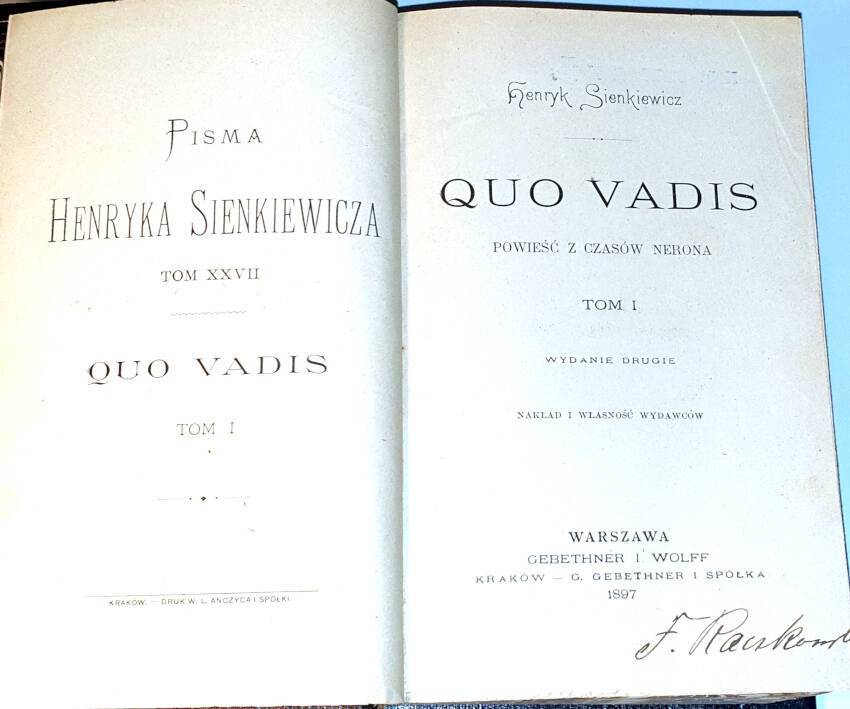 PISMA
HENRYKA SIENKIEWICZA
TOM XXVII
QUO VADIS
TOM I
KRAKÓW. — DRUK W. L. ANCZYCA I SPÓŁKI.
Henryk Sienkiewicz
QUO VADIS
POWIEŚĆ Z CZASÓW NERONA
TOM I
WYDANIE DRUGIE
NAKŁAD I WŁASNOŚĆ WYDAWCÓW
WARSZAWA
GEBETHNER I WOLFF
KRAKÓW — G. GEBETHNER I SPÓŁKA
1897
F.